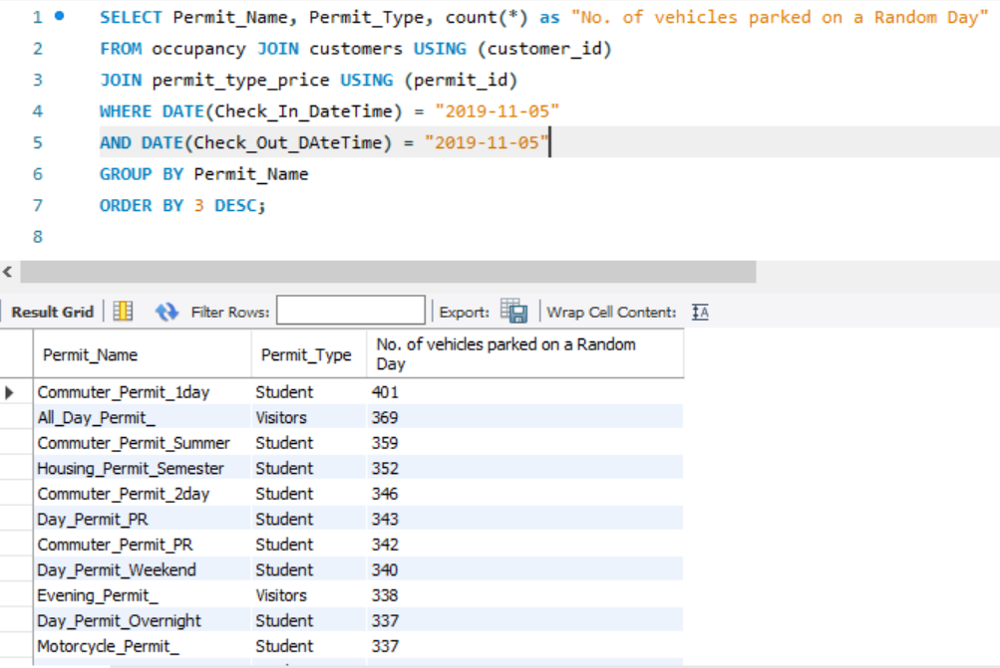 1 SELECT Permit_Name, Permit_Type, count(*) as "No. of vehicles parked on a Random Day"
2 FROM occupancy JOIN customers USING (customer_id)
3 JOIN permit_type_price USING (permit_id)
4 WHERE DATE(Check_In_DateTime) = "2019-11-05"
5 AND DATE(Check_Out_DAteTime) = "2019-11-05"
6 GROUP BY Permit_Name
7 ORDER BY 3 DESC;
8
Result Grid Filter Rows: Export: Wrap Cell Content: IA
Permit_Name Permit_Type No. of vehicles parked on a Random
Day
Commuter_Permit_1day Student 401
All_Day_Permit_ Visitors 369
Commuter_Permit_Summer Student 359
Housing_Permit_Semester Student 352
Commuter_Permit_2day Student 346
Day_Permit_PR Student 343
Commuter_Permit_PR Student 342
Day_Permit_Weekend Student 340
Evening_Permit_ Visitors 338
Day_Permit_Overnight Student 337
Motorcycle_Permit_ Student 337